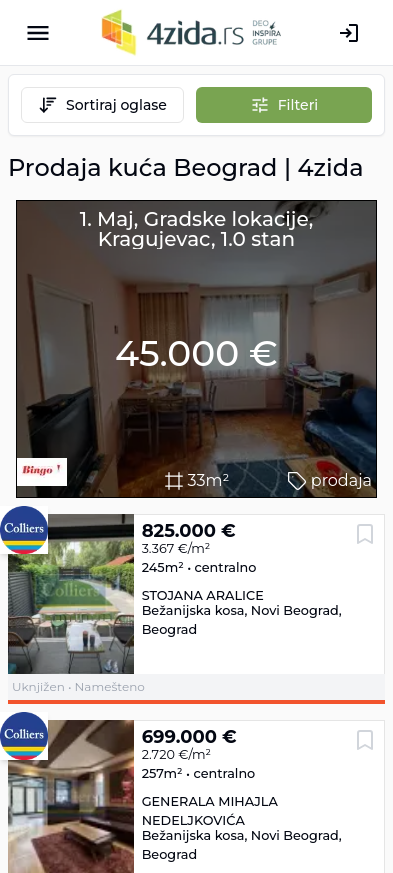 4zida.rs
DEO
INSPIRA
GRUPE
Sortiraj oglase
Filteri
Prodaja kuća Beograd | 4zida
1. Maj, Gradske lokacije,
Kragujevac, 1.0 stan
45.000 €
Bingo
33m²
prodaja
Colliers
825.000 €
3.367 €/m²
245m² • centralno
Colliers
STOJANA ARALICE
Bežanijska kosa, Novi Beograd,
Beograd
Uknjižen • Namešteno
Colliers
699.000 €
2.720 €/m²
257m² • centralno
GENERALA MIHAJLA
NEDELJKOVIĆA
Bežanijska kosa, Novi Beograd,
Beograd